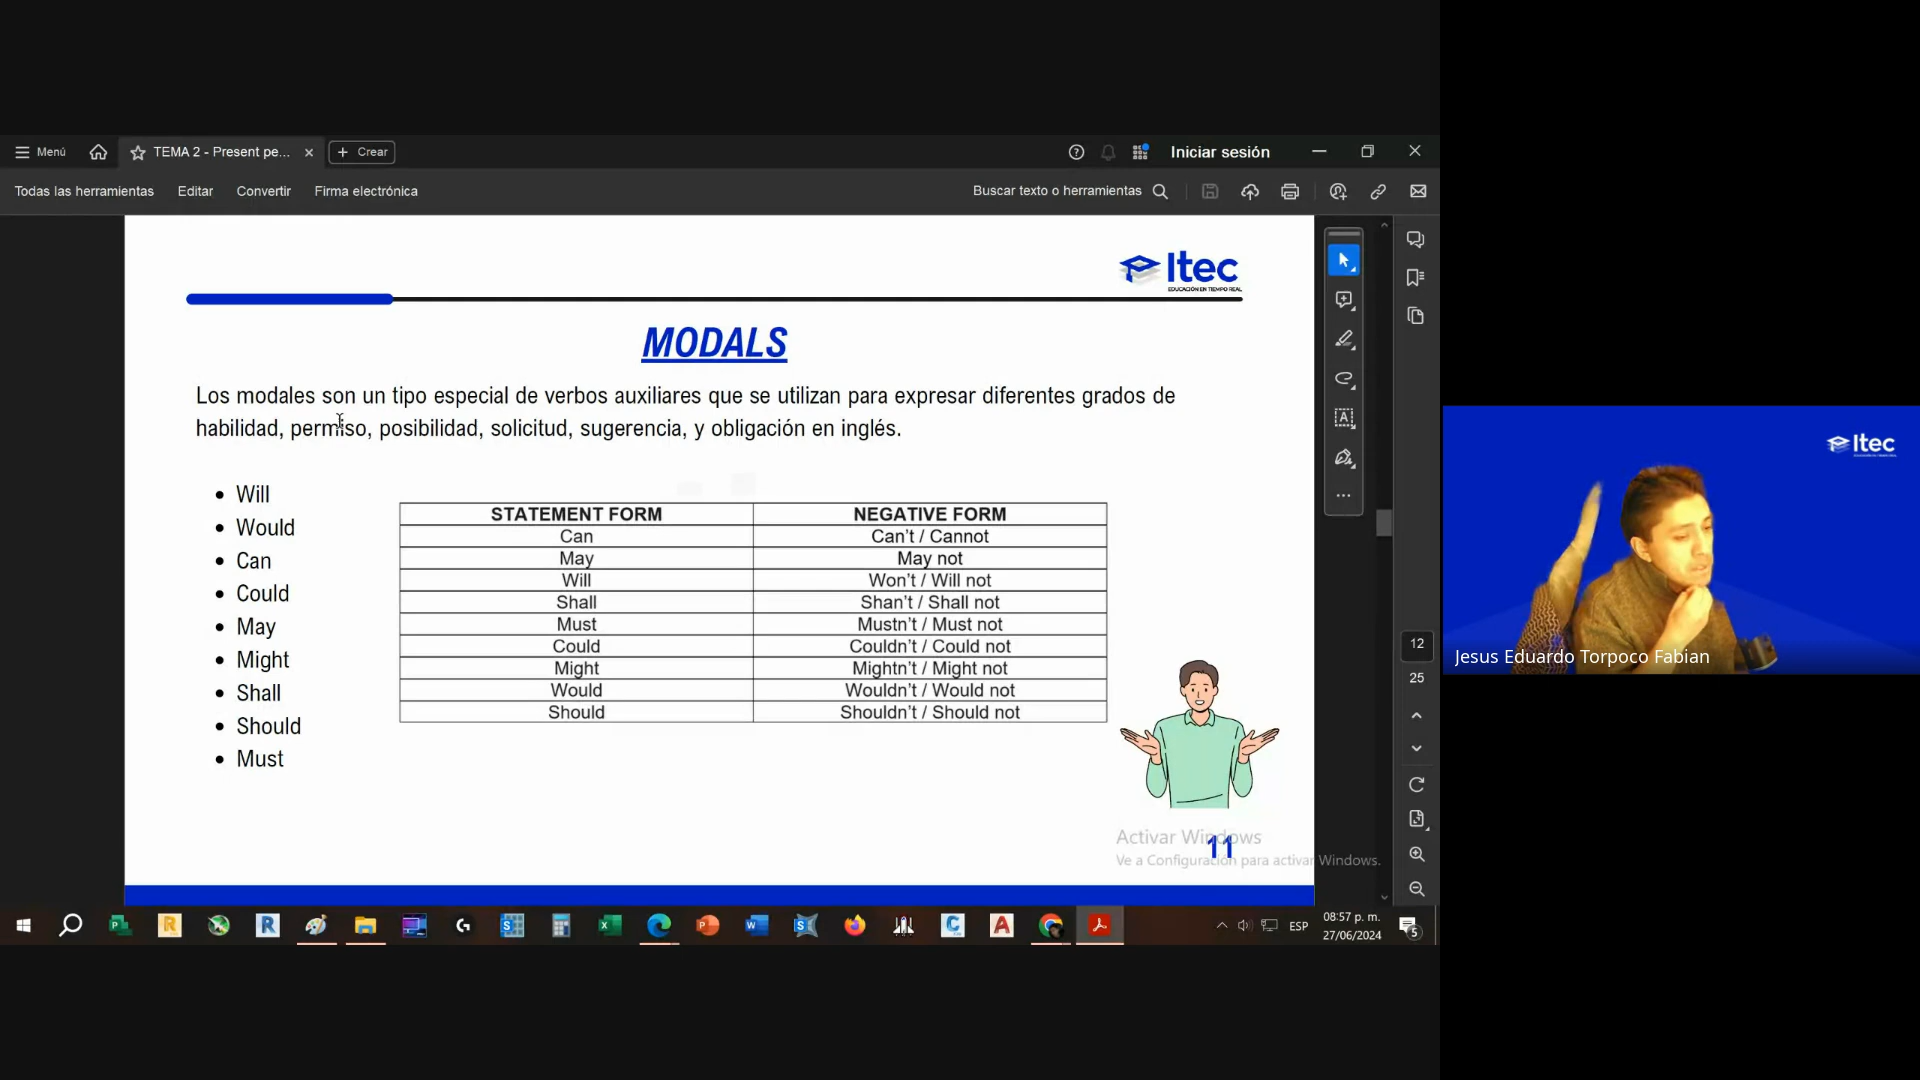 Menú
TEMA 2 - Present pe...
Crear
Iniciar sesión
Todas las herramientas
Editar
Convertir
Firma electrónica
Buscar texto o herramientas
Itec
EDUCACIÓN EN TIEMPO REAL
MODALS
Los modales son un tipo especial de verbos auxiliares que se utilizan para expresar diferentes grados de
habilidad, permiso, posibilidad, solicitud, sugerencia, y obligación en inglés.
• Will
• Would
• Can
• Could
• May
• Might
• Shall
• Should
• Must
STATEMENT FORM NEGATIVE FORM
Can Can't / Cannot
May May not
Will Won't / Will not
Shall Shan't / Shall not
Must Mustn't / Must not
Could Couldn't / Could not
Might Mightn't / Might not
Would Wouldn't / Would not
Should Shouldn't / Should not
12
25
Activar Windows
Ve a Configuración para activar Windows.
11
ESP
08:57 p. m.
27/06/2024
5
Itec
Jesus Eduardo Torpoco Fabian